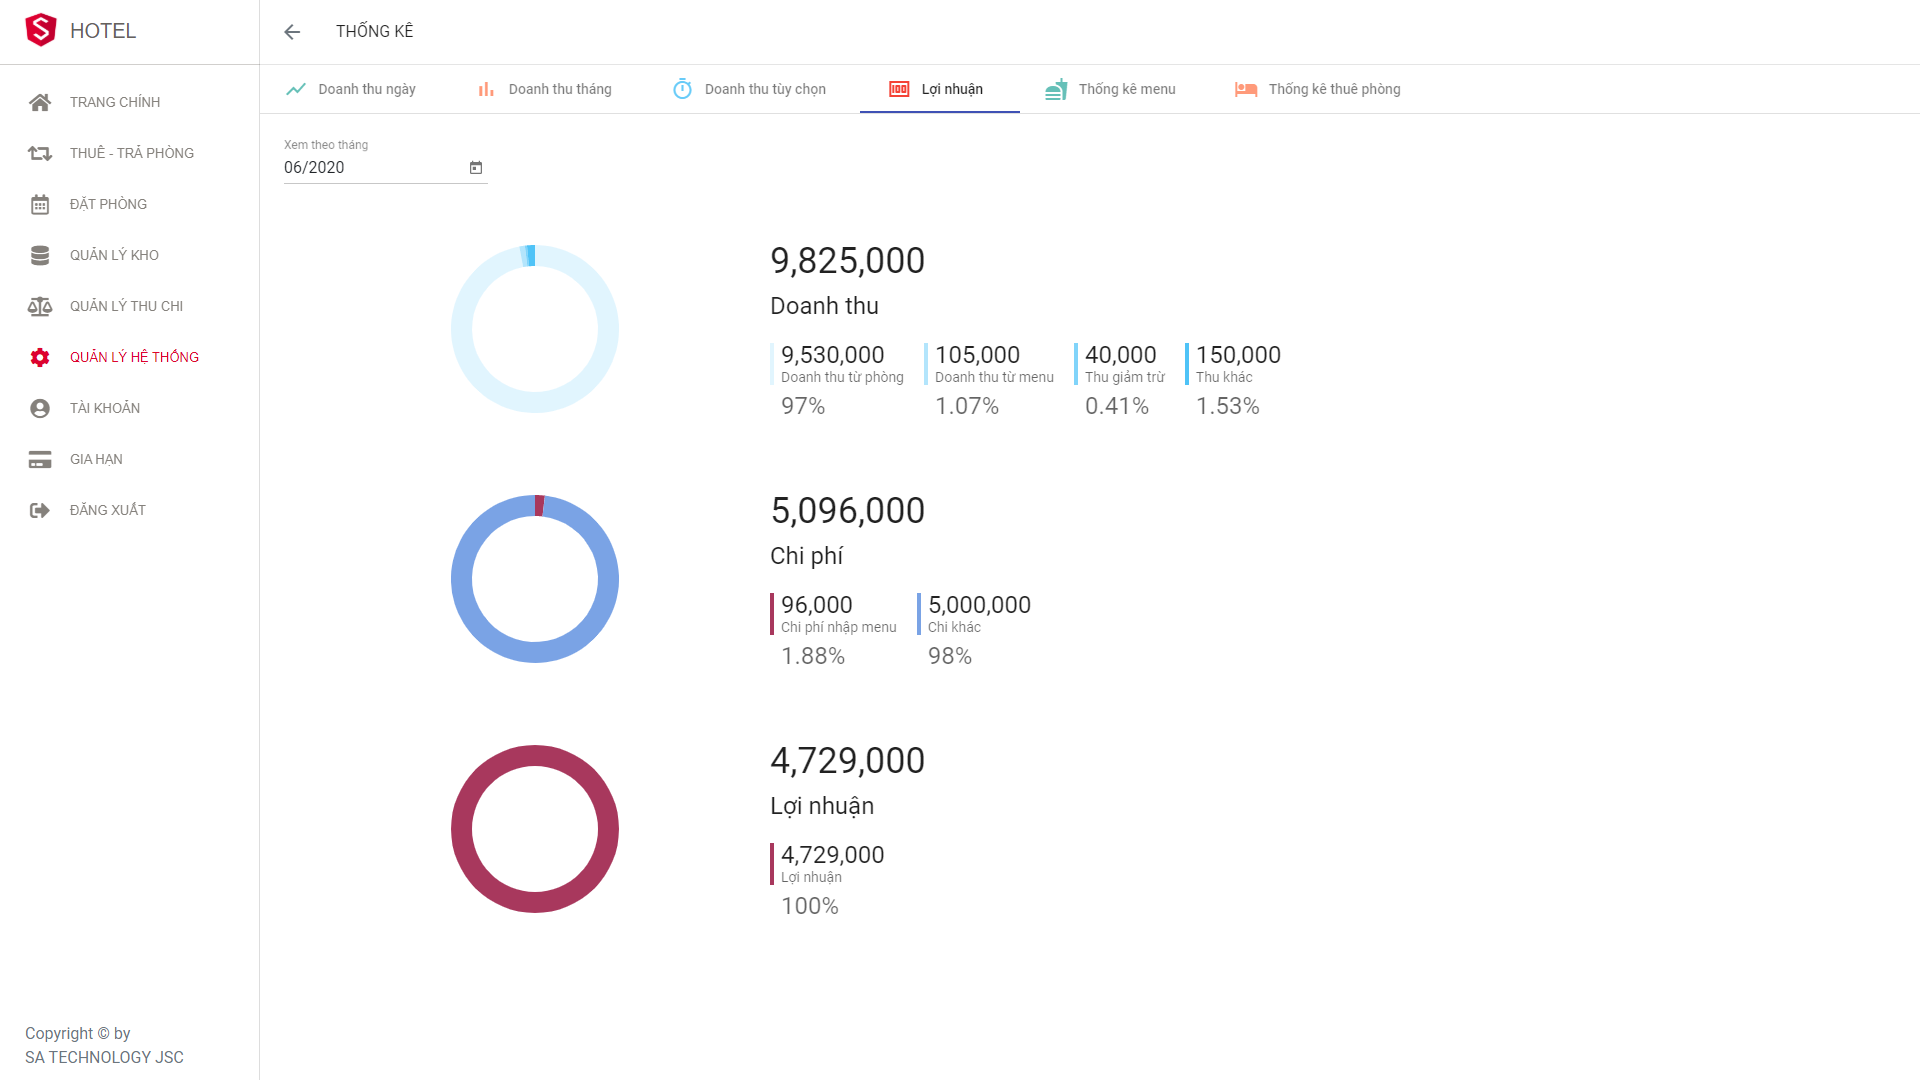 HOTEL
THỐNG KÊ
TRANG CHÍNH
THUÊ - TRẢ PHÒNG
ĐẶT PHÒNG
QUẢN LÝ KHO
QUẢN LÝ THU CHI
QUẢN LÝ HỆ THỐNG
TÀI KHOẢN
GIA HẠN
ĐĂNG XUẤT
Copyright © by
SA TECHNOLOGY JSC
Doanh thu ngày
Doanh thu tháng
Doanh thu tùy chọn
Lợi nhuận
Thống kê menu
Thống kê thuê phòng
Xem theo tháng
06/2020
9,825,000
Doanh thu
9,530,000 105,000 40,000 150,000
Doanh thu từ phòng Doanh thu từ menu Thu giảm trừ Thu khác
97% 1.07% 0.41% 1.53%
5,096,000
Chi phí
96,000 5,000,000
Chi phí nhập menu Chi khác
1.88% 98%
4,729,000
Lợi nhuận
4,729,000
Lợi nhuận
100%